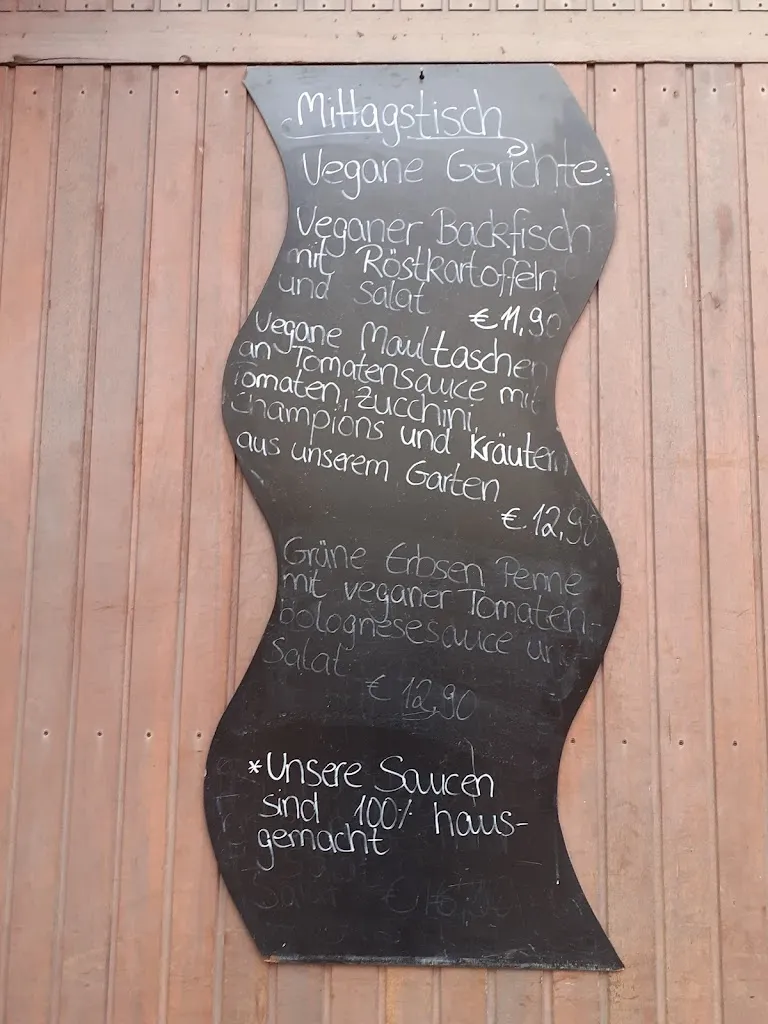 Mittagstisch
Vegane Gerichte:
Veganer Backfisch
mit Röstkartoffeln
und Salat
€ 11,90
Vegane Maultaschen
an Tomatensauce mit
Tomaten, Zucchini,
Champions und Kräutern
aus unserem Garten
€ 12,90
Grüne Erbsen Penne
mit veganer Tomaten-
bolognesesauce und
Salat
€ 12,90
*Unsere Saucen
sind 100% haus-
gemacht
Salat